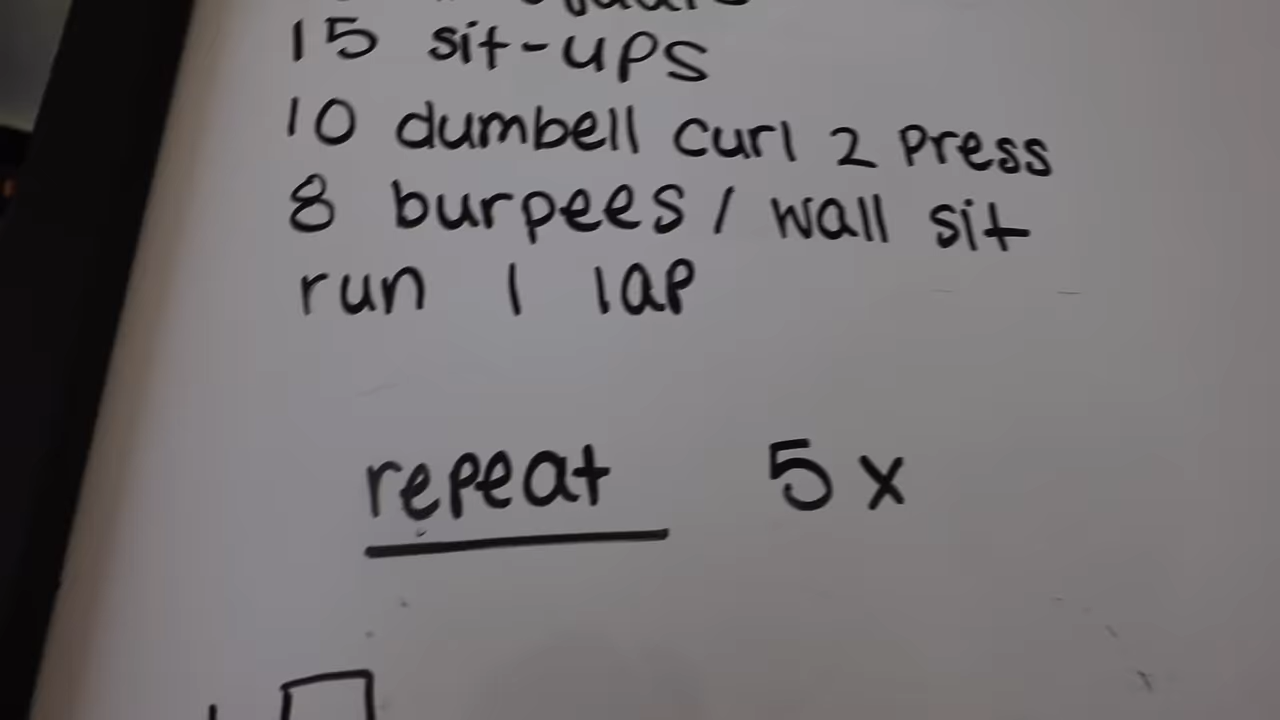 15 sit-ups
10 dumbell curl 2 press
8 burpees / wall sit
run 1 lap
repeat 5x